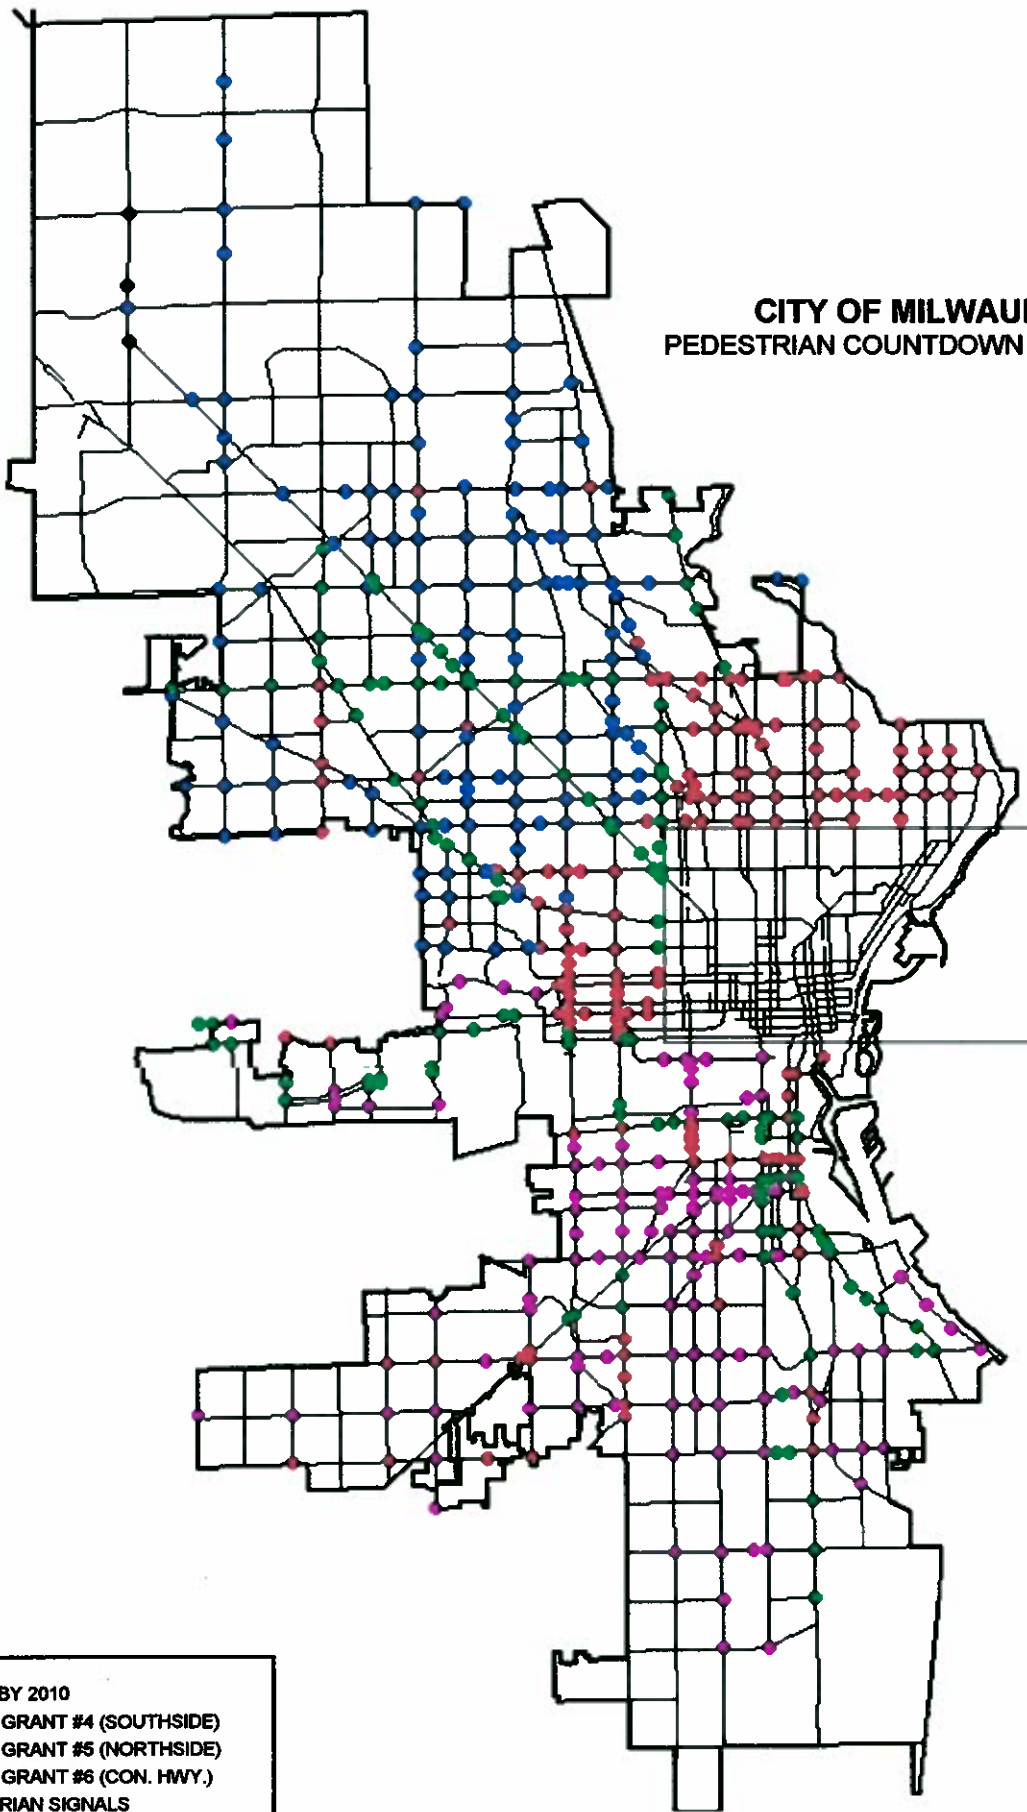 CITY OF MILWAU
PEDESTRIAN COUNTDOWN
BY 2010
GRANT #4 (SOUTHSIDE)
GRANT #5 (NORTHSIDE)
GRANT #6 (CON. HWY.)
RIAN SIGNALS